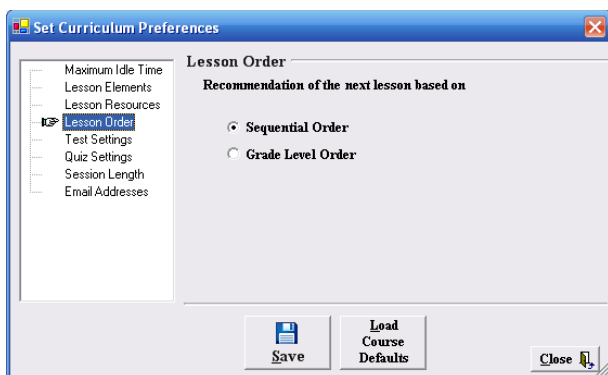 Set Curriculum Preferences
Maximum Idle Time
Lesson Elements
Lesson Resources
Lesson Order
Test Settings
Quiz Settings
Session Length
Email Addresses
Lesson Order
Recommendation of the next lesson based on
Sequential Order
Grade Level Order
Save
Load
Course
Defaults
Close